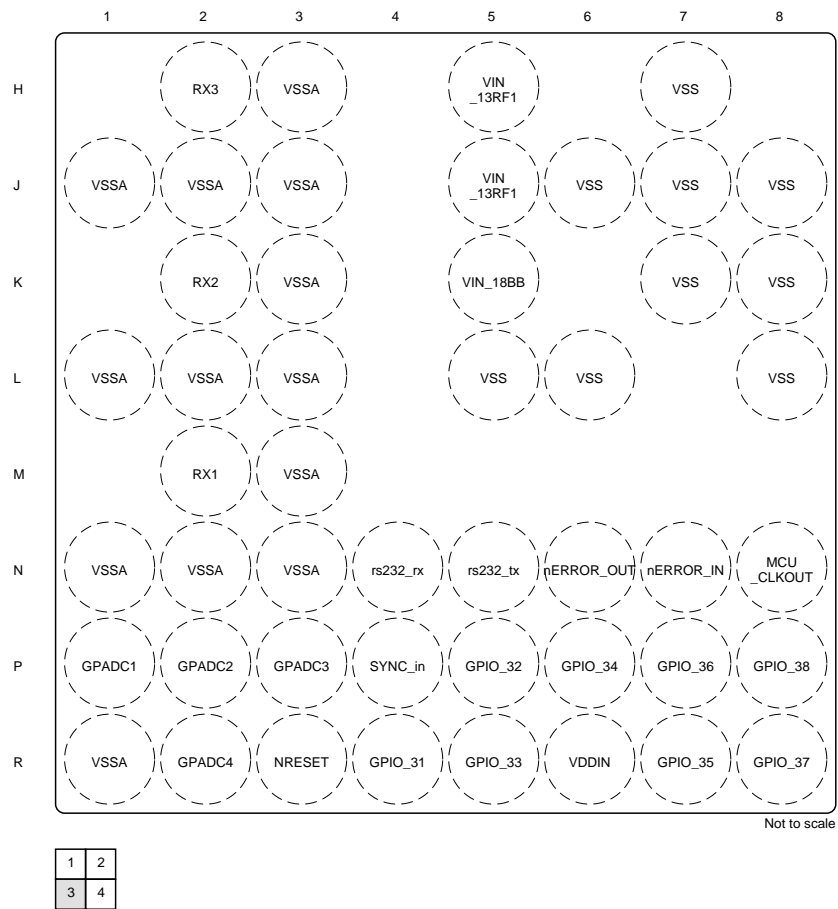 1 2 3 4 5 6 7 8
H RX3 VSSA VIN _13RF1 VSS
J VSSA VSSA VSSA VIN _13RF1 VSS VSS VSS
K RX2 VSSA VIN_18BB VSS VSS
L VSSA VSSA VSSA VSS VSS VSS
M RX1 VSSA
N VSSA VSSA VSSA rs232_rx rs232_tx nERROR_OUT nERROR_IN MCU _CLKOUT
P GPADC1 GPADC2 GPADC3 SYNC_in GPIO_32 GPIO_34 GPIO_36 GPIO_38
R VSSA GPADC4 NRESET GPIO_31 GPIO_33 VDDIN GPIO_35 GPIO_37
Not to scale
1 2
3 4